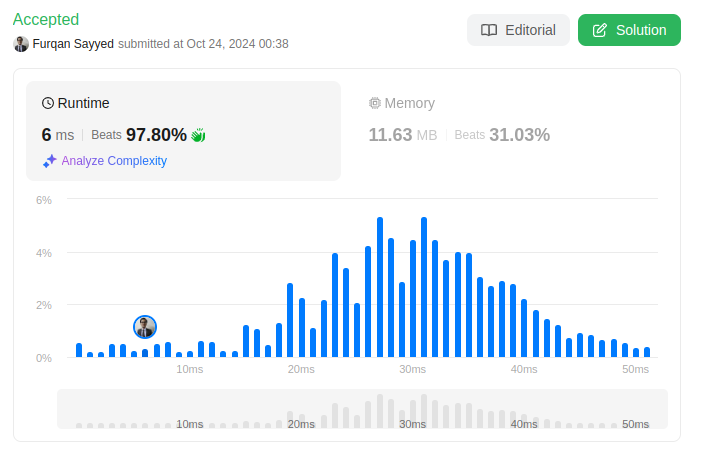 Accepted
Furqan Sayyed submitted at Oct 24, 2024 00:38
Editorial
Solution
Runtime
6 ms Beats 97.80%
Analyze Complexity
Memory
11.63 MB Beats 31.03%
6%
4%
2%
0%
10ms 20ms 30ms 40ms 50ms
10ms 20ms 30ms 40ms 50ms